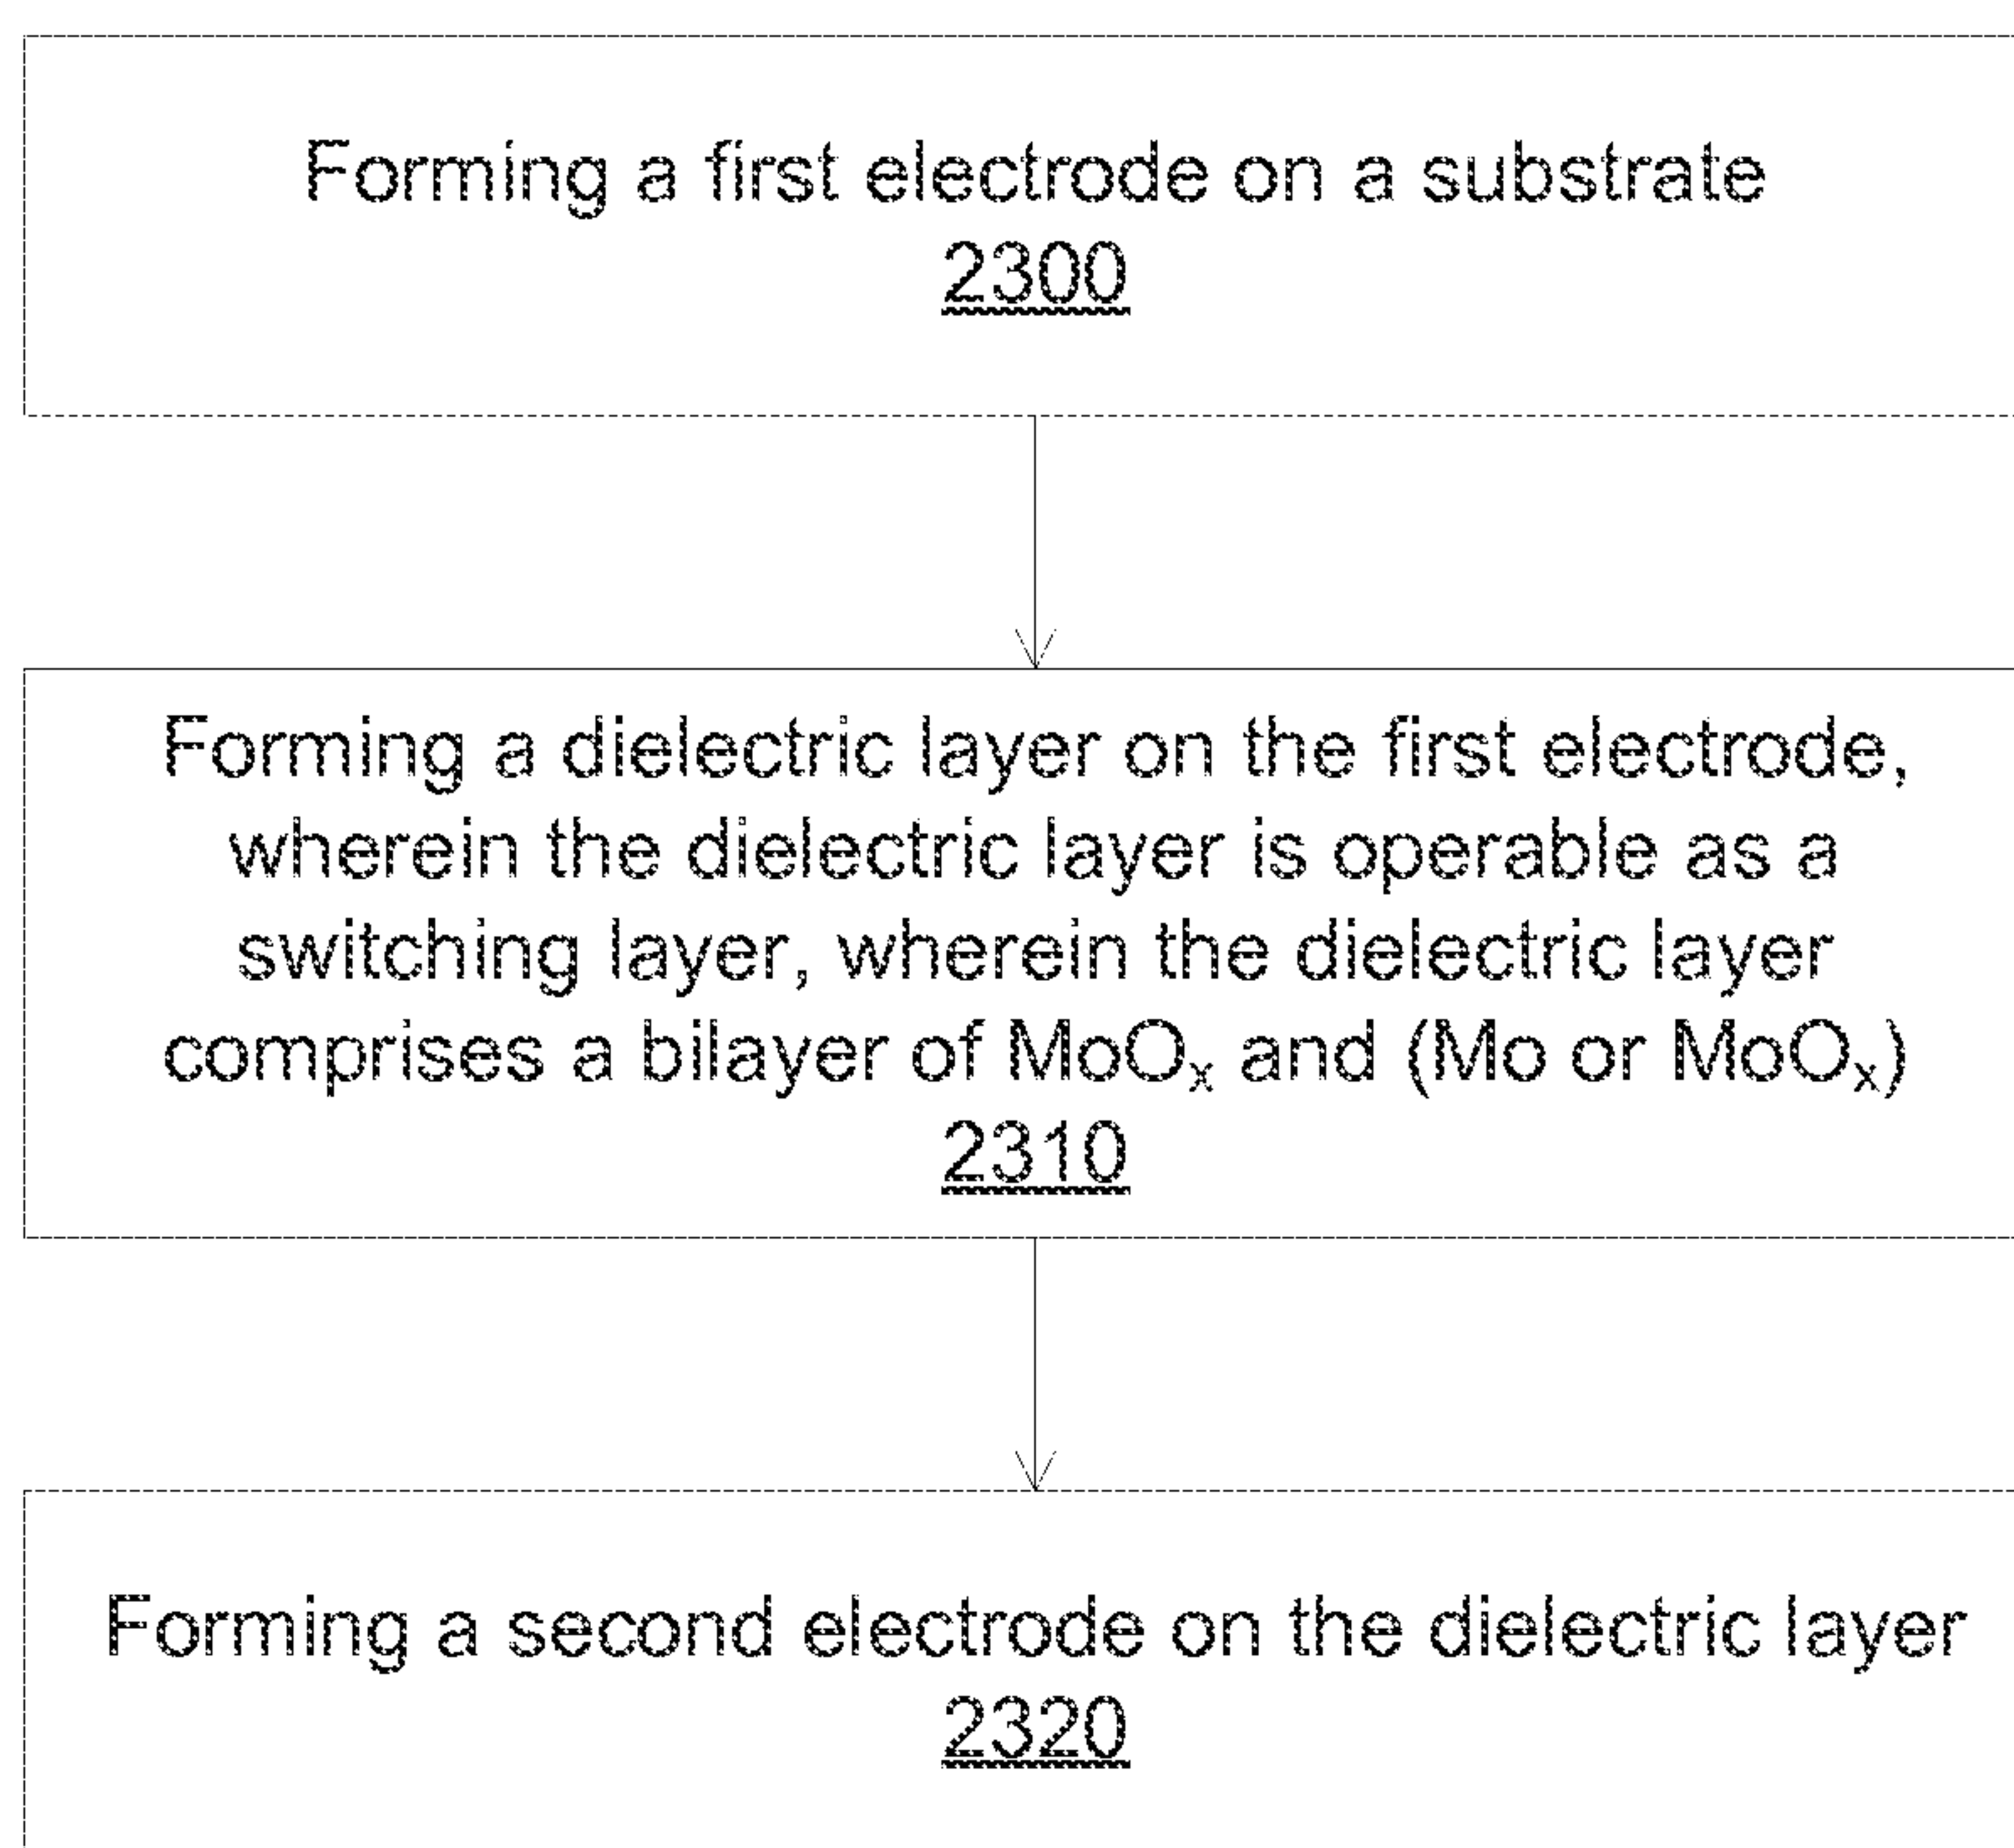 Forming a first electrode on a substrate
2300
Forming a dielectric layer on the first electrode,
wherein the dielectric layer is operable as a
switching layer, wherein the dielectric layer
comprises a bilayer of MoOₓ and (Mo or MoOₓ)
2310
Forming a second electrode on the dielectric layer
2320